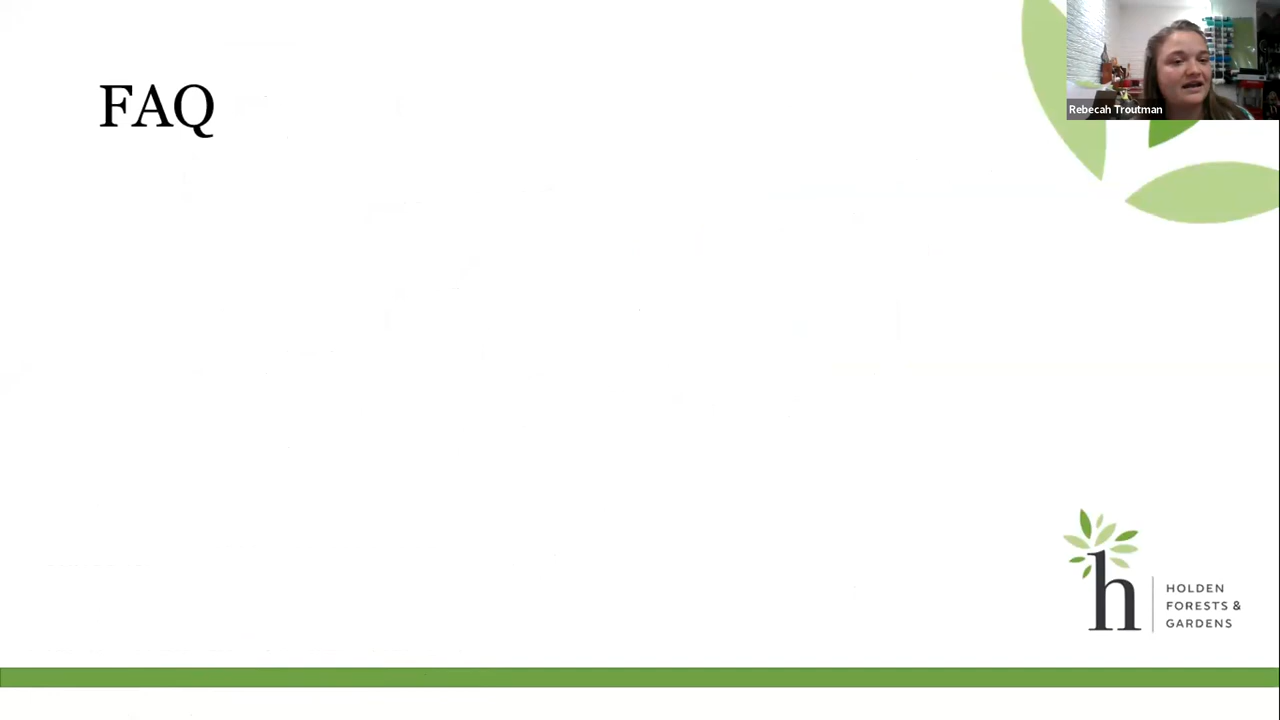 FAQ
Rebecah Troutman
h
HOLDEN
FORESTS &
GARDENS